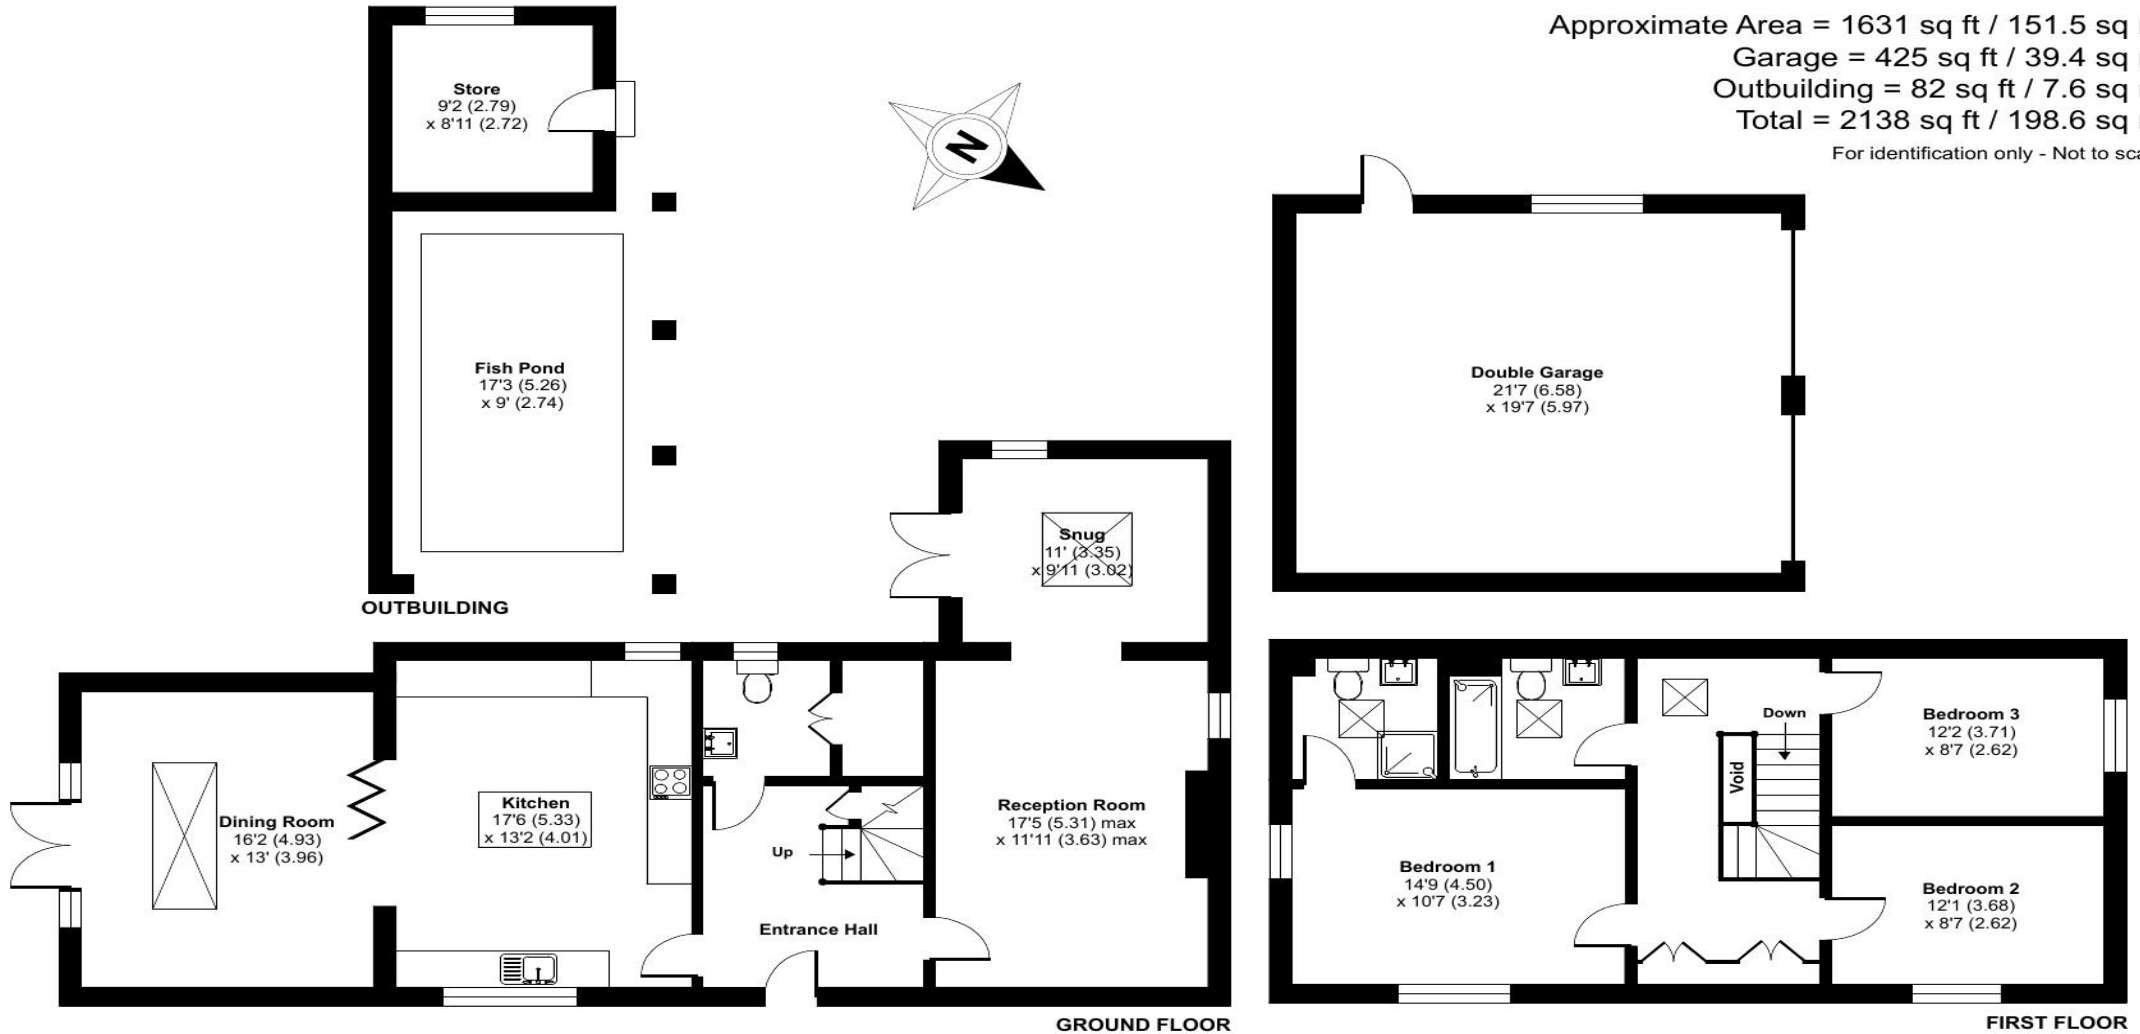 Approximate Area = 1631 sq ft / 151.5 sq
Garage = 425 sq ft / 39.4 sq
Outbuilding = 82 sq ft / 7.6 sq
Total = 2138 sq ft / 198.6 sq
For identification only - Not to sca
Store
9'2 (2.79)
x 8'11 (2.72)
N
Fish Pond
17'3 (5.26)
x 9' (2.74)
OUTBUILDING
Double Garage
21'7 (6.58)
x 19'7 (5.97)
Snug
11' (3.35)
x 9'11 (3.02)
Dining Room
16'2 (4.93)
x 13' (3.96)
Kitchen
17'6 (5.33)
x 13'2 (4.01)
Up
Entrance Hall
Reception Room
17'5 (5.31) max
x 11'11 (3.63) max
GROUND FLOOR
Down
Void
Bedroom 3
12'2 (3.71)
x 8'7 (2.62)
Bedroom 1
14'9 (4.50)
x 10'7 (3.23)
Bedroom 2
12'1 (3.68)
x 8'7 (2.62)
FIRST FLOOR